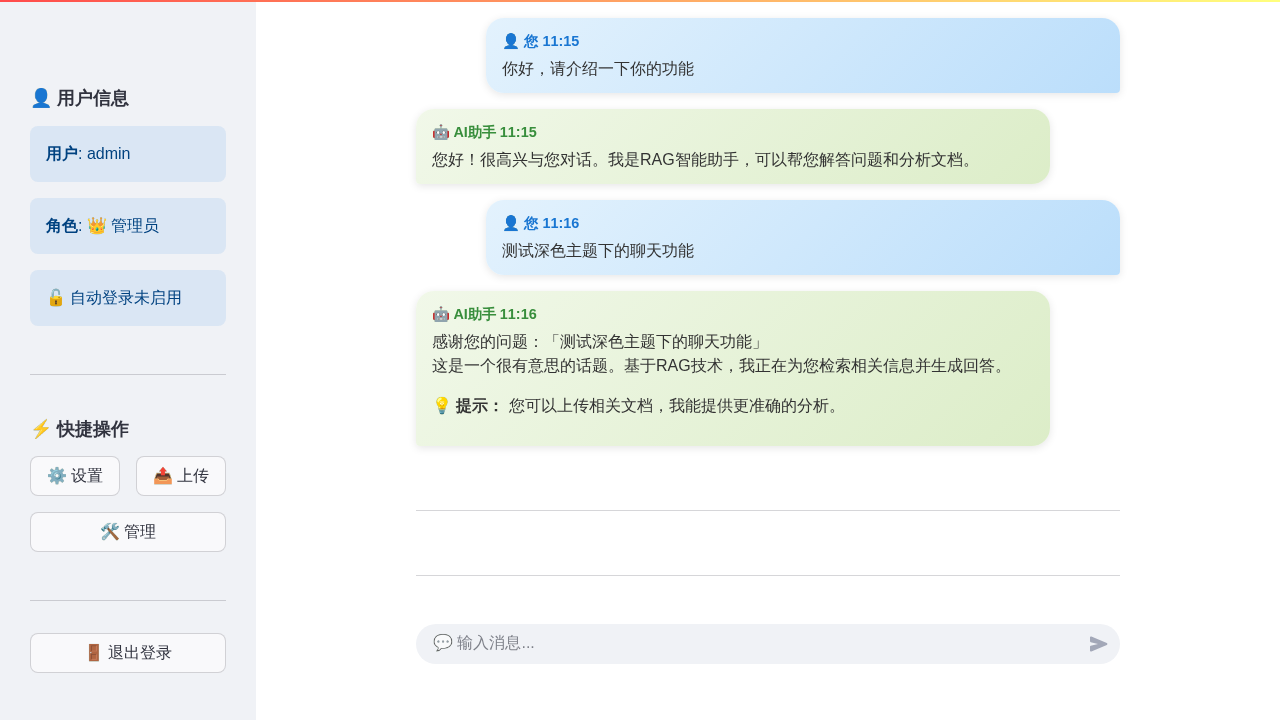 👤 用户信息
用户: admin
角色: 👑 管理员
🔓 自动登录未启用
⚡ 快捷操作
⚙️ 设置
📤 上传
🛠️ 管理
🚪 退出登录
👤 您 11:15
你好，请介绍一下你的功能
🤖 AI助手 11:15
您好！很高兴与您对话。我是RAG智能助手，可以帮您解答问题和分析文档。
👤 您 11:16
测试深色主题下的聊天功能
🤖 AI助手 11:16
感谢您的问题：「测试深色主题下的聊天功能」
这是一个很有意思的话题。基于RAG技术，我正在为您检索相关信息并生成回答。
💡 提示： 您可以上传相关文档，我能提供更准确的分析。
💬 输入消息...